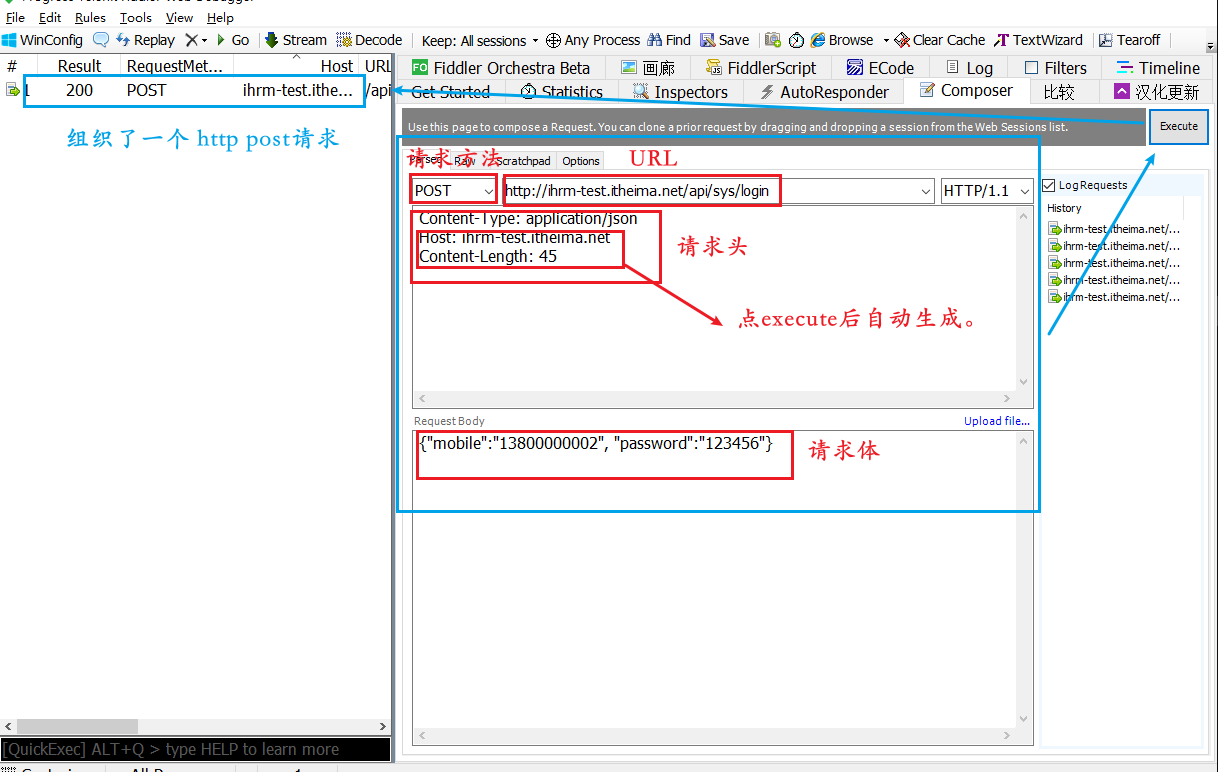 File Edit Rules Tools View Help
WinConfig Replay Go Stream Decode Keep: All sessions Any Process Find Save Browse Clear Cache TextWizard Tearoff
# Result RequestMet... Host URL
200 POST ihrm-test.ithe... /api
组织了一个 http post请求
FO Fiddler Orchestra Beta 画廊 FiddlerScript ECode Log Filters Timeline
Get Started Statistics Inspectors AutoResponder Composer 比较 汉化更新
Use this page to compose a Request. You can clone a prior request by dragging and dropping a session from the Web Sessions list.
Execute
请求方法 URL
Parsed Raw Scratchpad Options
POST http://ihrm-test.itheima.net/api/sys/login HTTP/1.1
Log Requests
History
ihrm-test.itheima.net/...
ihrm-test.itheima.net/...
ihrm-test.itheima.net/...
ihrm-test.itheima.net/...
ihrm-test.itheima.net/...
Content-Type: application/json
Host: ihrm-test.itheima.net
Content-Length: 45
请求头
点execute后自动生成。
Request Body Upload file...
{"mobile":"13800000002", "password":"123456"}
请求体
[QuickExec] ALT+Q > type HELP to learn more